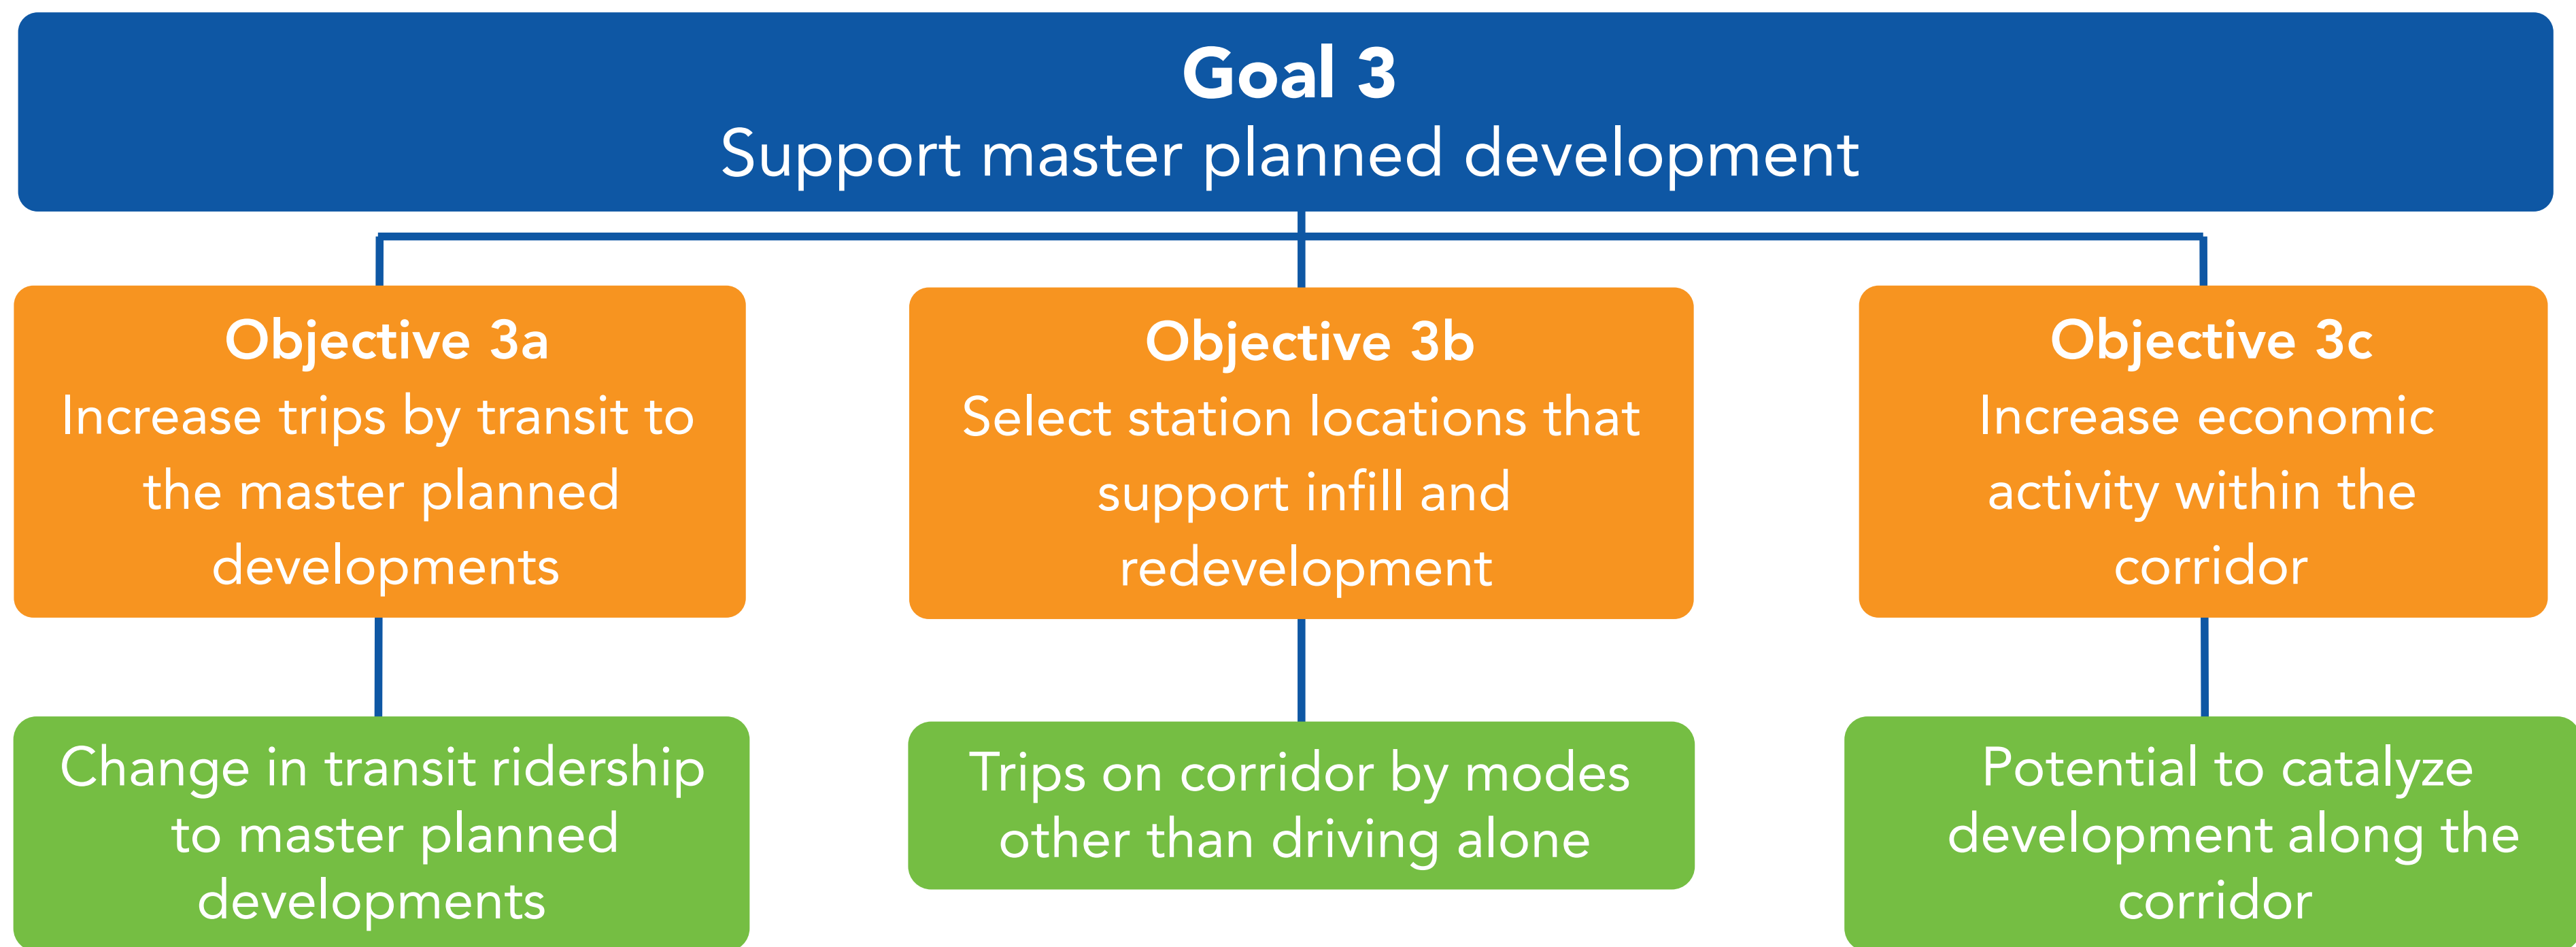 Goal 3
Support master planned development
Objective 3a
Increase trips by transit to
the master planned
developments
Objective 3b
Select station locations that
support infill and
redevelopment
Objective 3c
Increase economic
activity within the
corridor
Change in transit ridership
to master planned
developments
Trips on corridor by modes
other than driving alone
Potential to catalyze
development along the
corridor